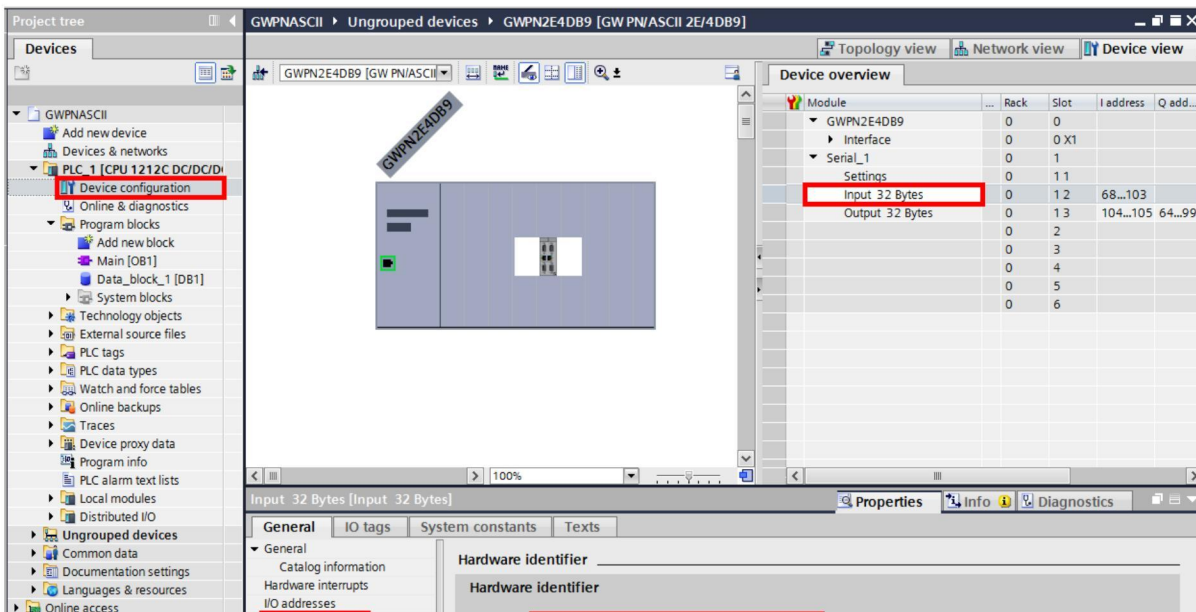 Project tree
Devices
GWPNASCII
Add new device
Devices & networks
PLC_1 [CPU 1212C DC/DC/D
Device configuration
Online & diagnostics
Program blocks
Add new block
Main [OB1]
Data_block_1 [DB1]
System blocks
Technology objects
External source files
PLC tags
PLC data types
Watch and force tables
Online backups
Traces
Device proxy data
Program info
PLC alarm text lists
Local modules
Distributed I/O
Ungrouped devices
Common data
Documentation settings
Languages & resources
Online access
GWPNASCII Ungrouped devices GWPN2E4DB9 [GW PN/ASCII 2E/4DB9]
Topology view Network view Device view
GWPN2E4DB9 [GW PN/ASCII
GWPN2E4DB9
100%
Device overview
Module ... Rack Slot I address Q add...
GWPN2E4DB9 0 0
Interface 0 0 X1
Serial_1 0 1
Settings 0 1 1
Input 32 Bytes 0 1 2 68...103
Output 32 Bytes 0 1 3 104...105 64...99
0 2
0 3
0 4
0 5
0 6
Input 32 Bytes [Input 32 Bytes]
Properties Info Diagnostics
General IO tags System constants Texts
General
Catalog information
Hardware interrupts
I/O addresses
Hardware identifier
Hardware identifier